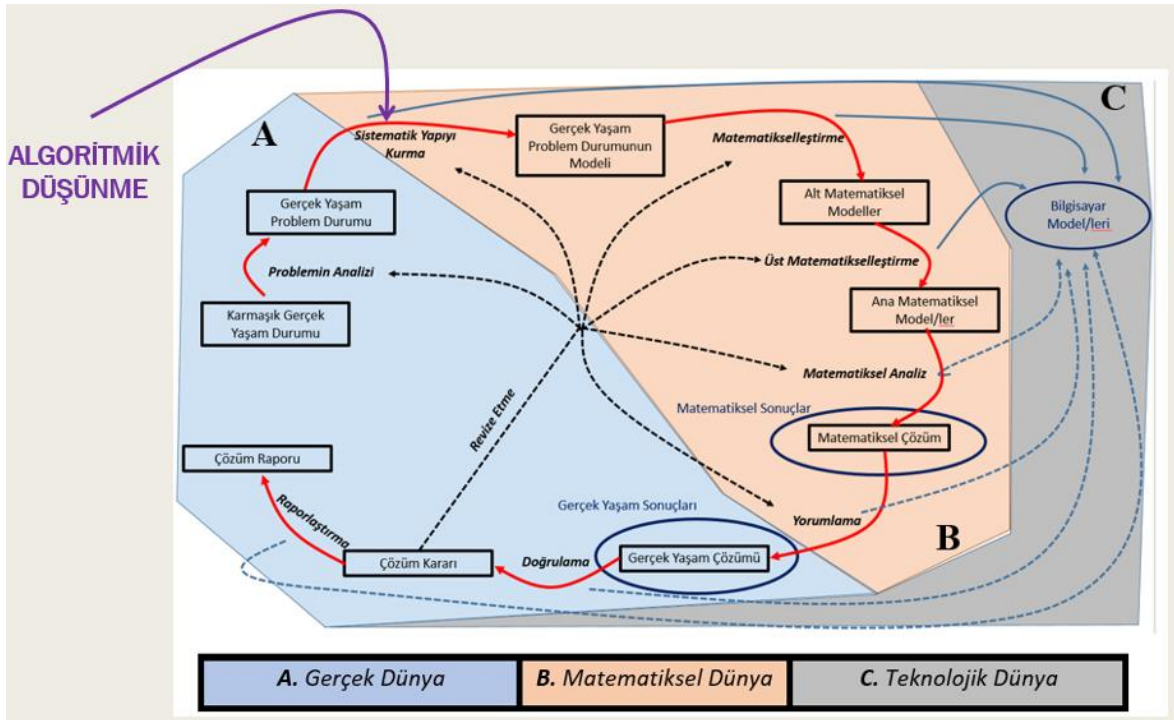 ALGORİTMİK
DÜŞÜNME
A
C
Sistematik Yapıyı
Kurma
Gerçek Yaşam
Problem Durumunun
Modeli
Matematikselleştirme
Gerçek Yaşam
Problem Durumu
Alt Matematiksel
Modeller
Bilgisayar
Model/leri
Problemin Analizi
Üst Matematikselleştirme
Karmaşık Gerçek
Yaşam Durumu
Ana Matematiksel
Model/ler
Matematiksel Analiz
Revize Etme
Matematiksel Sonuçlar
Matematiksel Çözüm
Çözüm Raporu
Gerçek Yaşam Sonuçları
Yorumlama
B
Raporlaştırma
Çözüm Kararı
Doğrulama
Gerçek Yaşam Çözümü
A. Gerçek Dünya
B. Matematiksel Dünya
C. Teknolojik Dünya